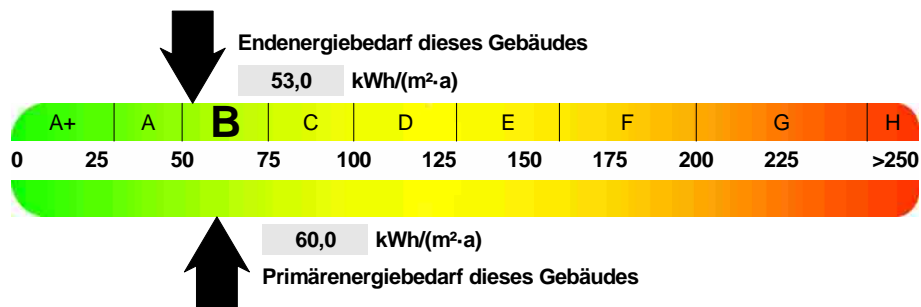 Endenergiebedarf dieses Gebäudes
53,0 kWh/(m²·a)
A+ A B C D E F G H
0 25 50 75 100 125 150 175 200 225 >250
60,0 kWh/(m²·a)
Primärenergiebedarf dieses Gebäudes